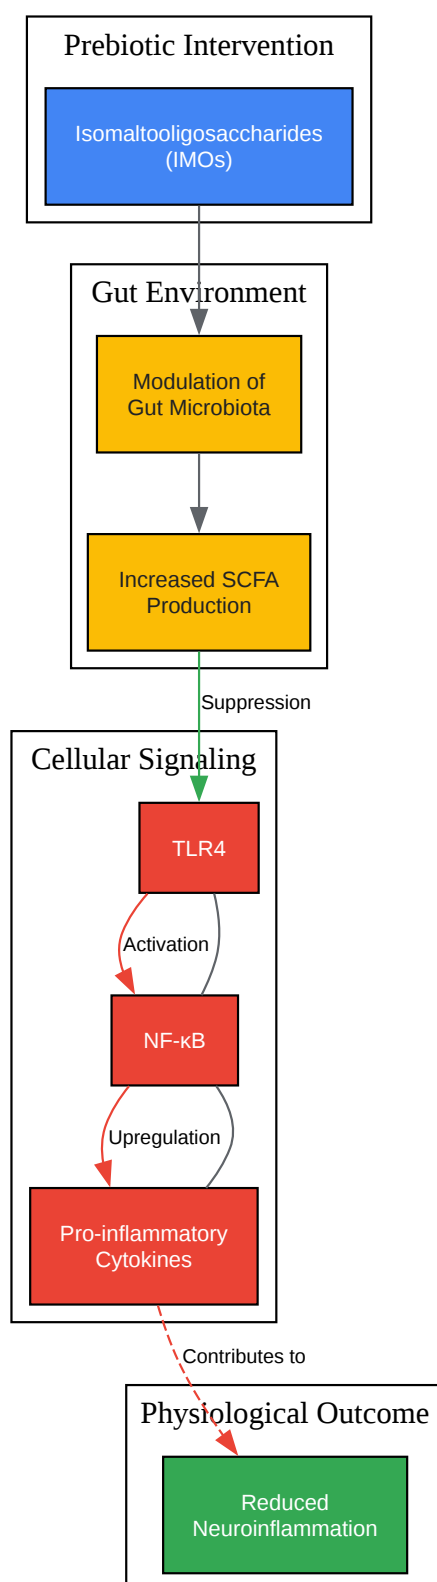 Prebiotic Intervention
Isomaltooligosaccharides
(IMOs)
Gut Environment
Modulation of
Gut Microbiota
Increased SCFA
Production
Suppression
Cellular Signaling
TLR4
Activation
NF-κB
Upregulation
Pro-inflammatory
Cytokines
Contributes to
Physiological Outcome
Reduced
Neuroinflammation